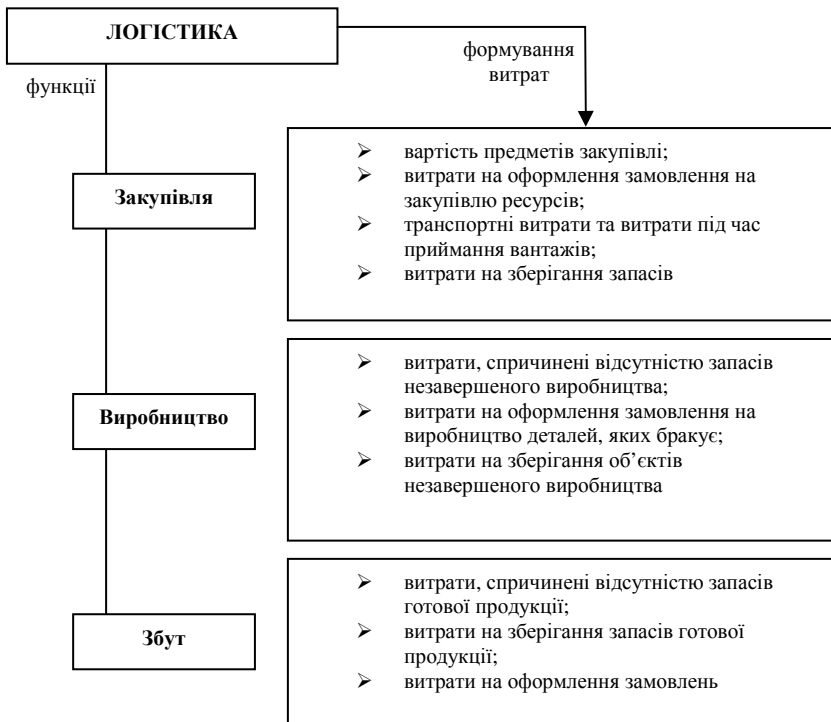 ЛОГІСТИКА
формування
витрат
функції
Закупівля
➢ вартість предметів закупівлі;
➢ витрати на оформлення замовлення на
закупівлю ресурсів;
➢ транспортні витрати та витрати під час
приймання вантажів;
➢ витрати на зберігання запасів
Виробництво
➢ витрати, спричинені відсутністю запасів
незавершеного виробництва;
➢ витрати на оформлення замовлення на
виробництво деталей, яких бракує;
➢ витрати на зберігання об’єктів
незавершеного виробництва
Збут
➢ витрати, спричинені відсутністю запасів
готової продукції;
➢ витрати на зберігання запасів готової
продукції;
➢ витрати на оформлення замовлень